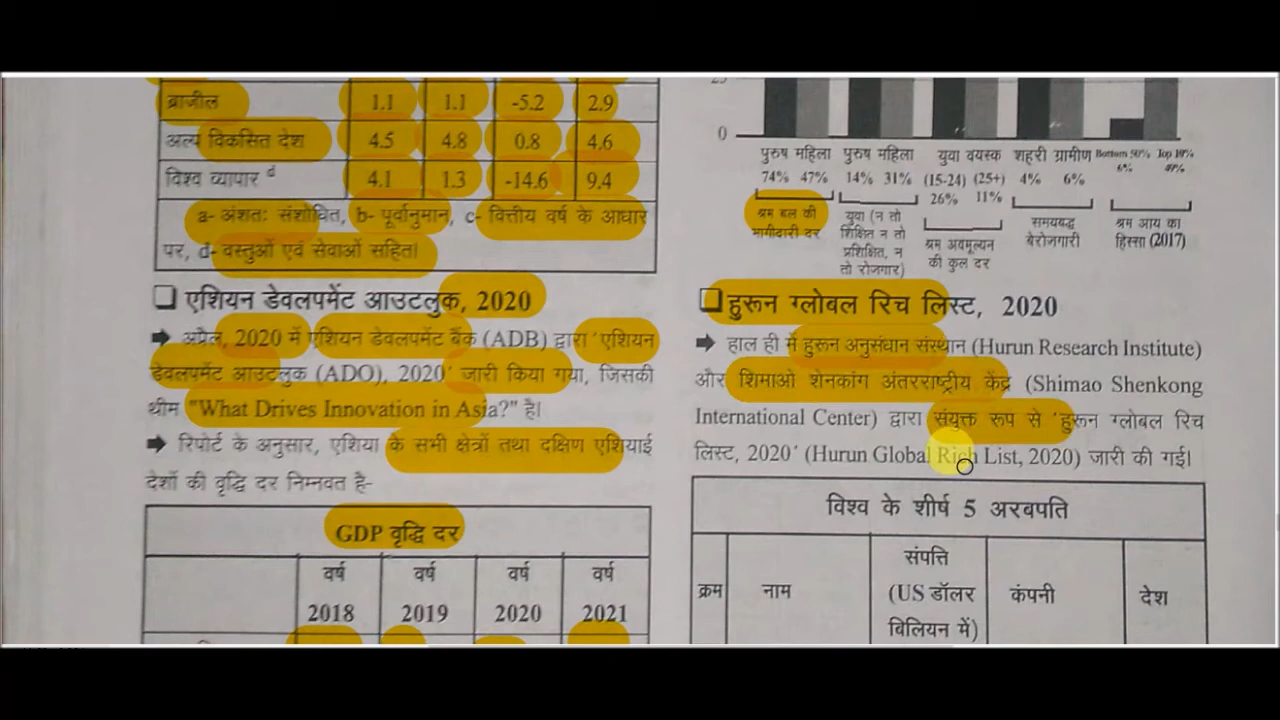 ब्राजील 1.1 1.1 -5.2 2.9
अल्प विकसित देश 4.5 4.8 0.8 4.6
विश्व व्यापार d 4.1 1.3 -14.6 9.4
a- अंशतः संशोधित, b- पूर्वानुमान, c- वित्तीय वर्ष के आधार
पर, d- वस्तुओं एवं सेवाओं सहित।
❑ एशियन डेवलपमेंट आउटलुक, 2020
➡ अप्रैल, 2020 में एशियन डेवलपमेंट बैंक (ADB) द्वारा 'एशियन
डेवलपमेंट आउटलुक (ADO), 2020' जारी किया गया, जिसकी
थीम "What Drives Innovation in Asia?" है।
➡ रिपोर्ट के अनुसार, एशिया के सभी क्षेत्रों तथा दक्षिण एशियाई
देशों की वृद्धि दर निम्नवत है-
GDP वृद्धि दर
वर्ष वर्ष वर्ष वर्ष
2018 2019 2020 2021
0
पुरुष महिला पुरुष महिला युवा वयस्क शहरी ग्रामीण Bottom 50% Top 10%
74% 47% 14% 31% (15-24) (25+) 4% 6% 6%
26% 11%
श्रम बल की
भागीदारी दर
युवा (न तो
शिक्षित न तो
प्रशिक्षित, न
तो रोजगार)
श्रम अवमूल्यन
की कुल दर
समयबद्ध
बेरोजगारी
श्रम आय का
हिस्सा (2017)
❑ हुरून ग्लोबल रिच लिस्ट, 2020
➡ हाल ही में हुरून अनुसंधान संस्थान (Hurun Research Institute)
और शिमाओ शेनकांग अंतरराष्ट्रीय केंद्र (Shimao Shenkong
International Center) द्वारा संयुक्त रूप से 'हुरून ग्लोबल रिच
लिस्ट, 2020' (Hurun Global Rich List, 2020) जारी की गई।
विश्व के शीर्ष 5 अरबपति
क्रम नाम संपत्ति कंपनी देश
(US डॉलर
बिलियन में)